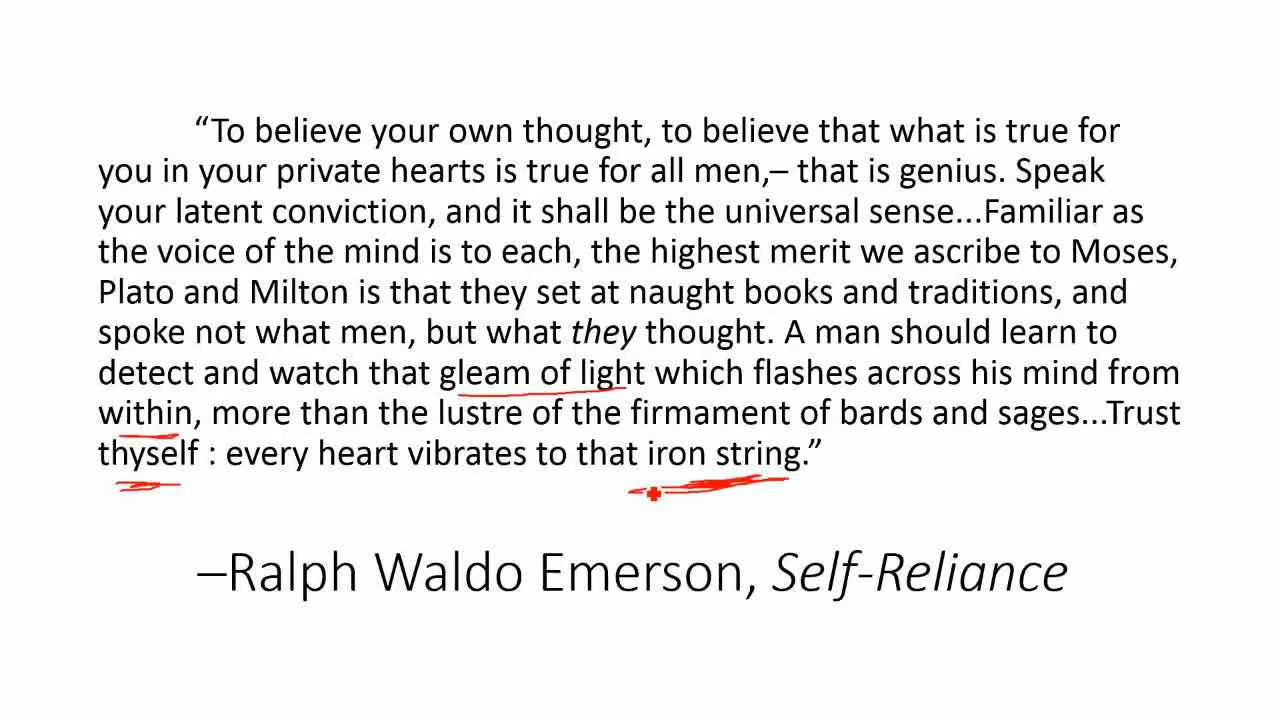 “To believe your own thought, to believe that what is true for
you in your private hearts is true for all men,– that is genius. Speak
your latent conviction, and it shall be the universal sense...Familiar as
the voice of the mind is to each, the highest merit we ascribe to Moses,
Plato and Milton is that they set at naught books and traditions, and
spoke not what men, but what they thought. A man should learn to
detect and watch that gleam of light which flashes across his mind from
within, more than the lustre of the firmament of bards and sages...Trust
thyself : every heart vibrates to that iron string.”
–Ralph Waldo Emerson, Self-Reliance